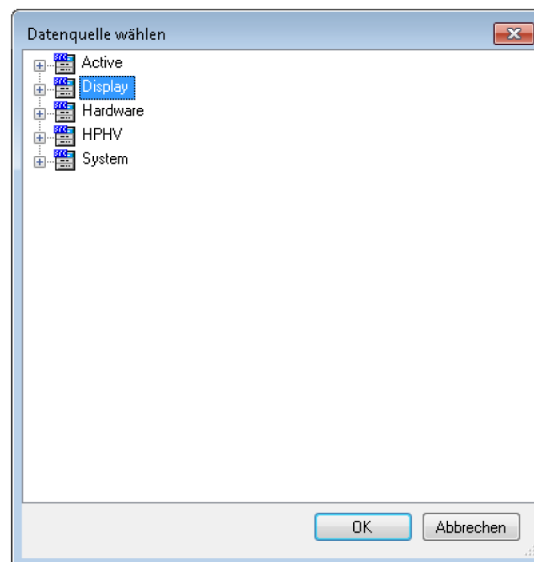 Datenquelle wählen
Active
Display
Hardware
HPHV
System
OK
Abbrechen